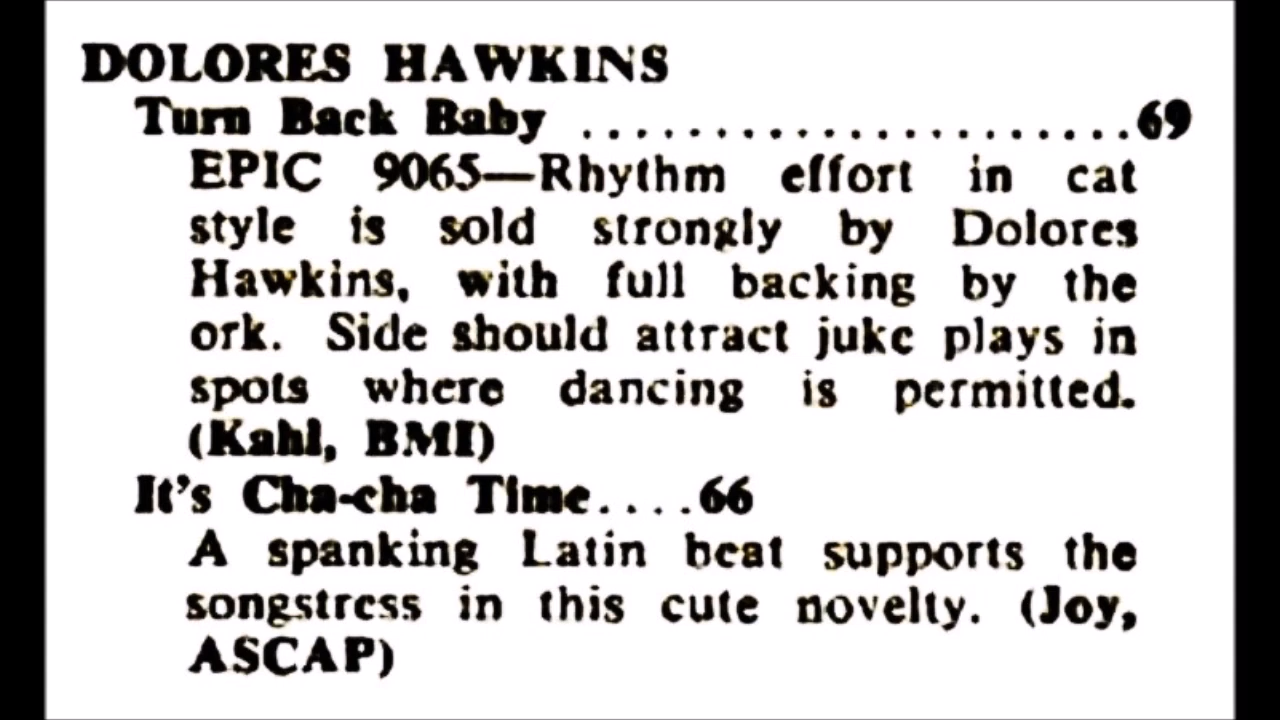 DOLORES HAWKINS
Turn Back Baby ......................69
EPIC 9065—Rhythm effort in cat
style is sold strongly by Dolores
Hawkins, with full backing by the
ork. Side should attract juke plays in
spots where dancing is permitted.
(Kahl, BMI)
It's Cha-cha Time....66
A spanking Latin beat supports the
songstress in this cute novelty. (Joy,
ASCAP)